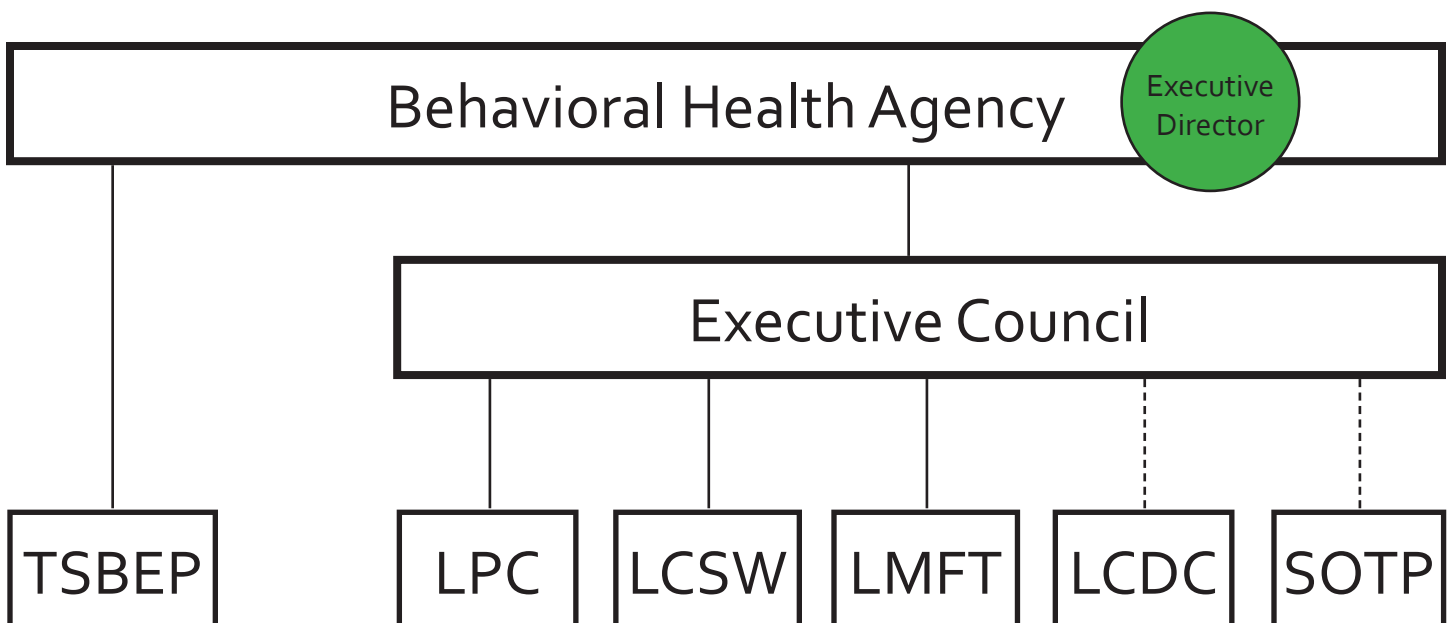 Behavioral Health Agency
Executive
Director
Executive Council
TSBEP
LPC
LCSW
LMFT
LCDC
SOTP